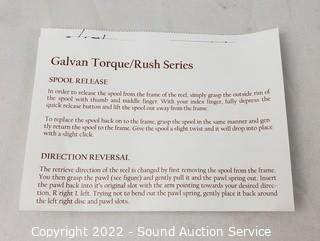 Galvan Torque/Rush Series
SPOOL RELEASE
In order to release the spool from the frame of the reel, simply grasp the outside rim of
the spool with thumb and middle finger. With your index finger, fully depress the
quick release button and lift the spool out away from the frame.
To replace the spool back on to the frame, grasp the spool in the same manner and gen-
tly return the spool to the frame. Give the spool a slight twist and it will drop into place
with a slight click.
DIRECTION REVERSAL
The retrieve direction of the reel is changed by first removing the spool from the frame.
You then grasp the pawl (see figure) and gently pull it and the pawl spring out. Insert
the pawl back into it's original slot with the arm pointing towards your desired direc-
tion, R right L left. Trying not to bend out the pawl spring, gently place it back around
the left right disc and pawl slots.
Copyright 2022 - Sound Auction Service